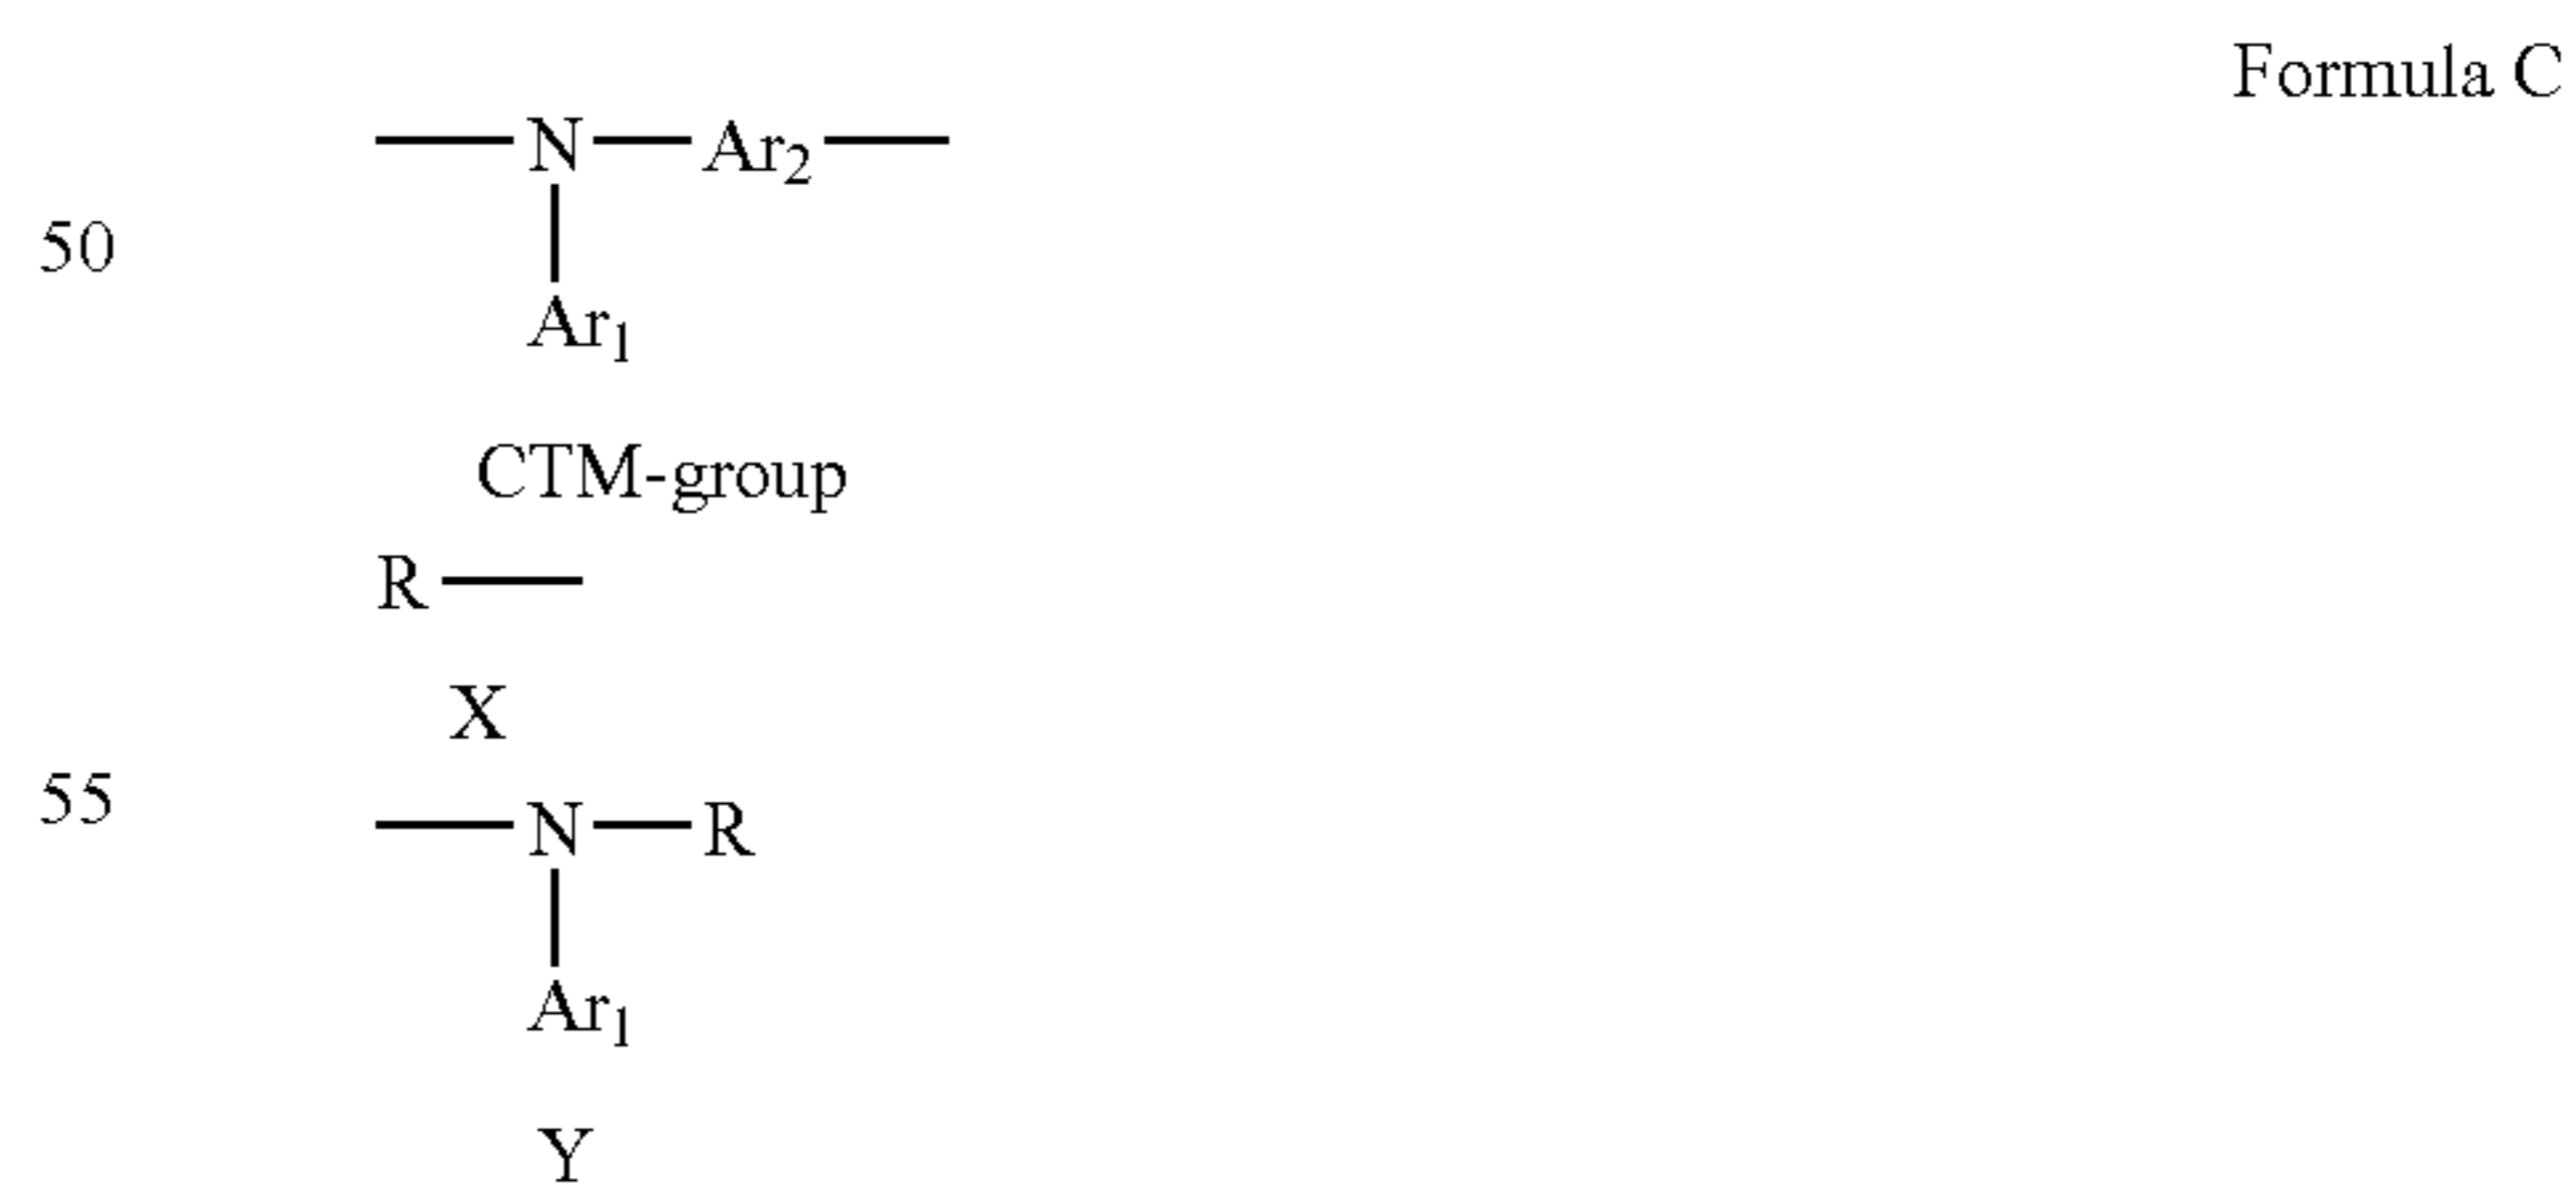 Formula C
—N—Ar₂—
50
Ar₁
CTM-group
R—
X
55
—N—R
Ar₁
Y